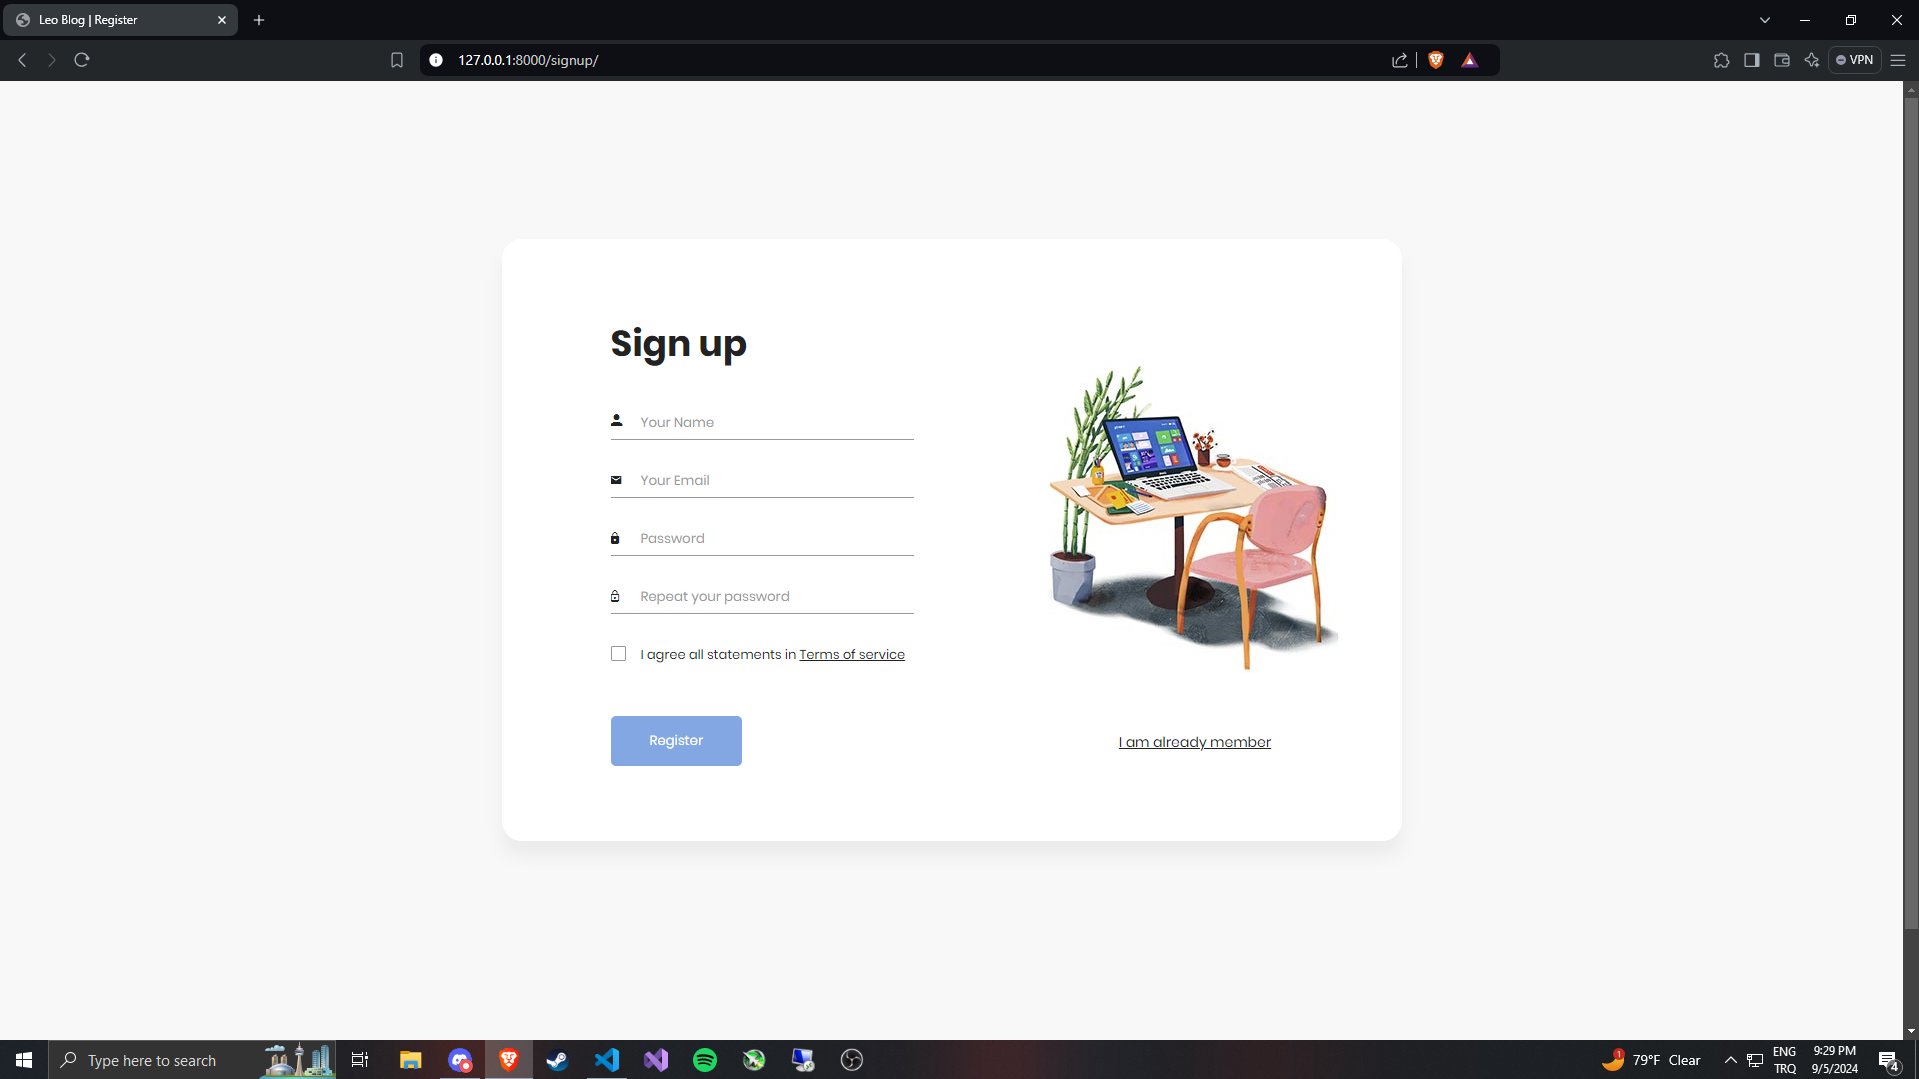 Leo Blog | Register
127.0.0.1:8000/signup/
VPN
Sign up
Your Name
Your Email
Password
Repeat your password
I agree all statements in Terms of service
Register
I am already member
Type here to search
1
79°F Clear
ENG
TRQ
9:29 PM
9/5/2024
4